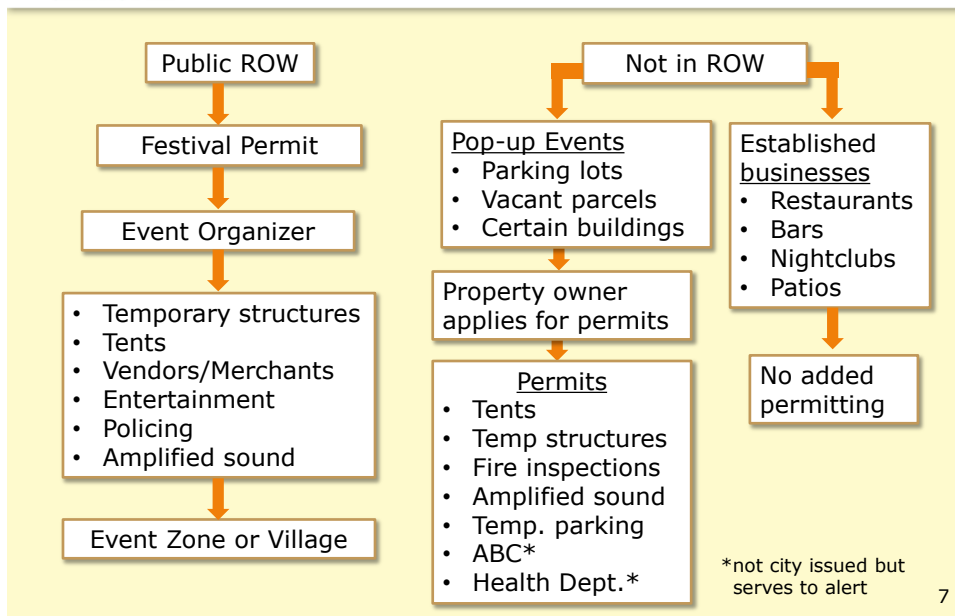 Public ROW
Festival Permit
Event Organizer
• Temporary structures
• Tents
• Vendors/Merchants
• Entertainment
• Policing
• Amplified sound
Event Zone or Village
Not in ROW
Pop-up Events
• Parking lots
• Vacant parcels
• Certain buildings
Property owner
applies for permits
Permits
• Tents
• Temp structures
• Fire inspections
• Amplified sound
• Temp. parking
• ABC*
• Health Dept.*
Established
businesses
• Restaurants
• Bars
• Nightclubs
• Patios
No added
permitting
*not city issued but
serves to alert
7